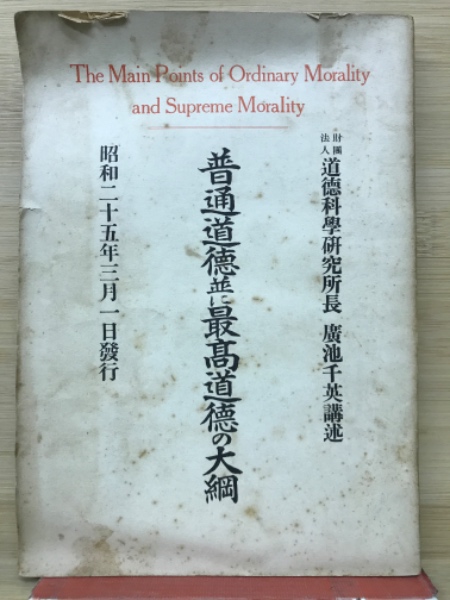 The Main Points of Ordinary Morality
and Supreme Morality
財團法人 道德科學研究所長 廣池千英講述
普通道德並に最高道德の大綱
昭和二十五年三月一日發行